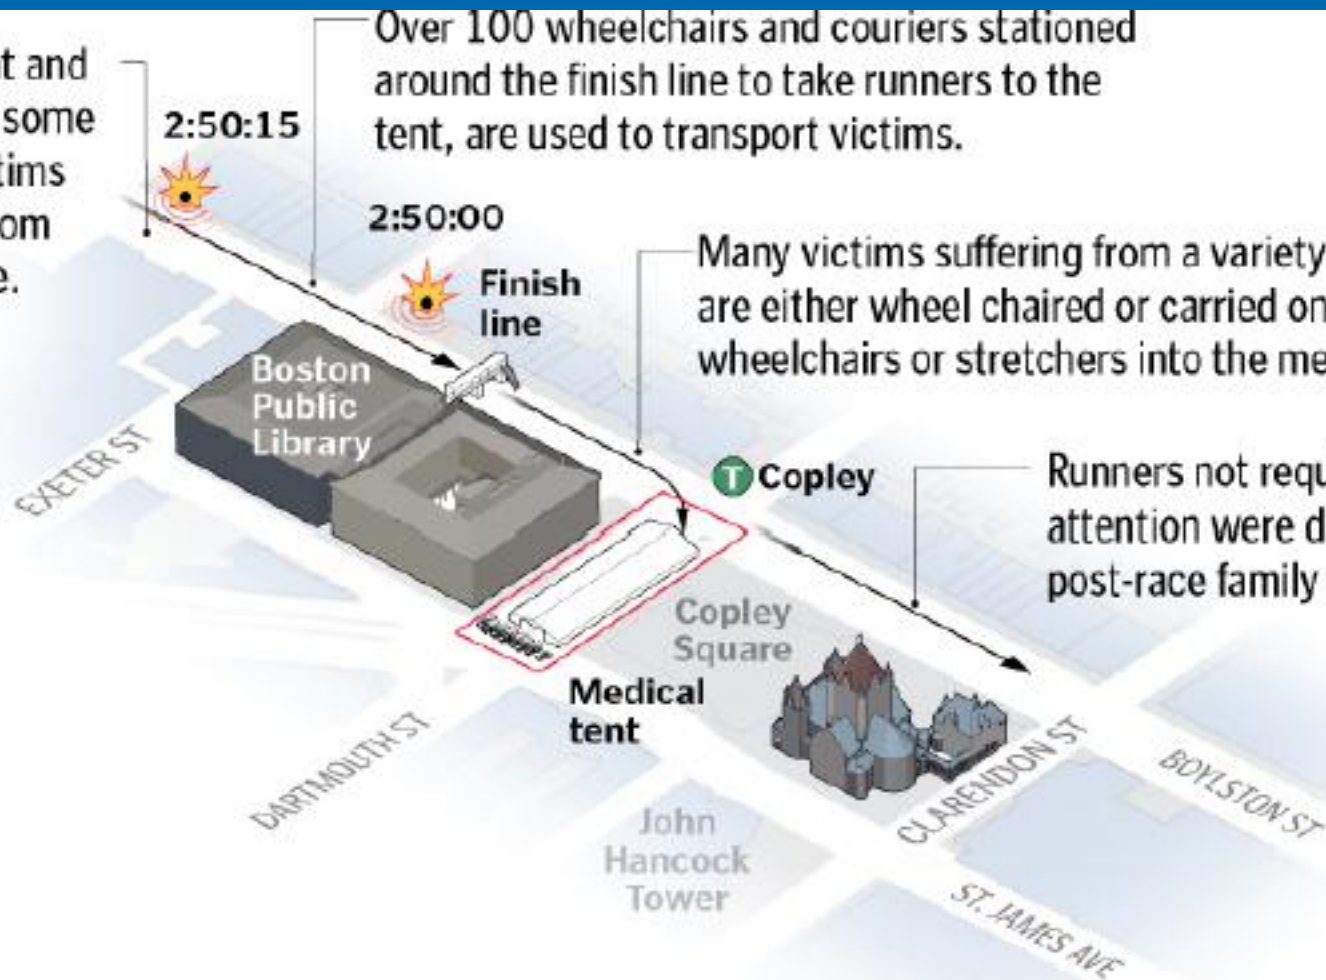 t and
some
tims
om
e.
2:50:15
Over 100 wheelchairs and couriers stationed
around the finish line to take runners to the
tent, are used to transport victims.
2:50:00
Finish
line
Many victims suffering from a variety
are either wheel chaired or carried on
wheelchairs or stretchers into the me
Boston
Public
Library
EXETER ST
T Copley
Runners not requ
attention were d
post-race family
Copley
Square
Medical
tent
DARTMOUTH ST
CLARENDON ST
BOYLSTON ST
John
Hancock
Tower
ST. JAMES AVE